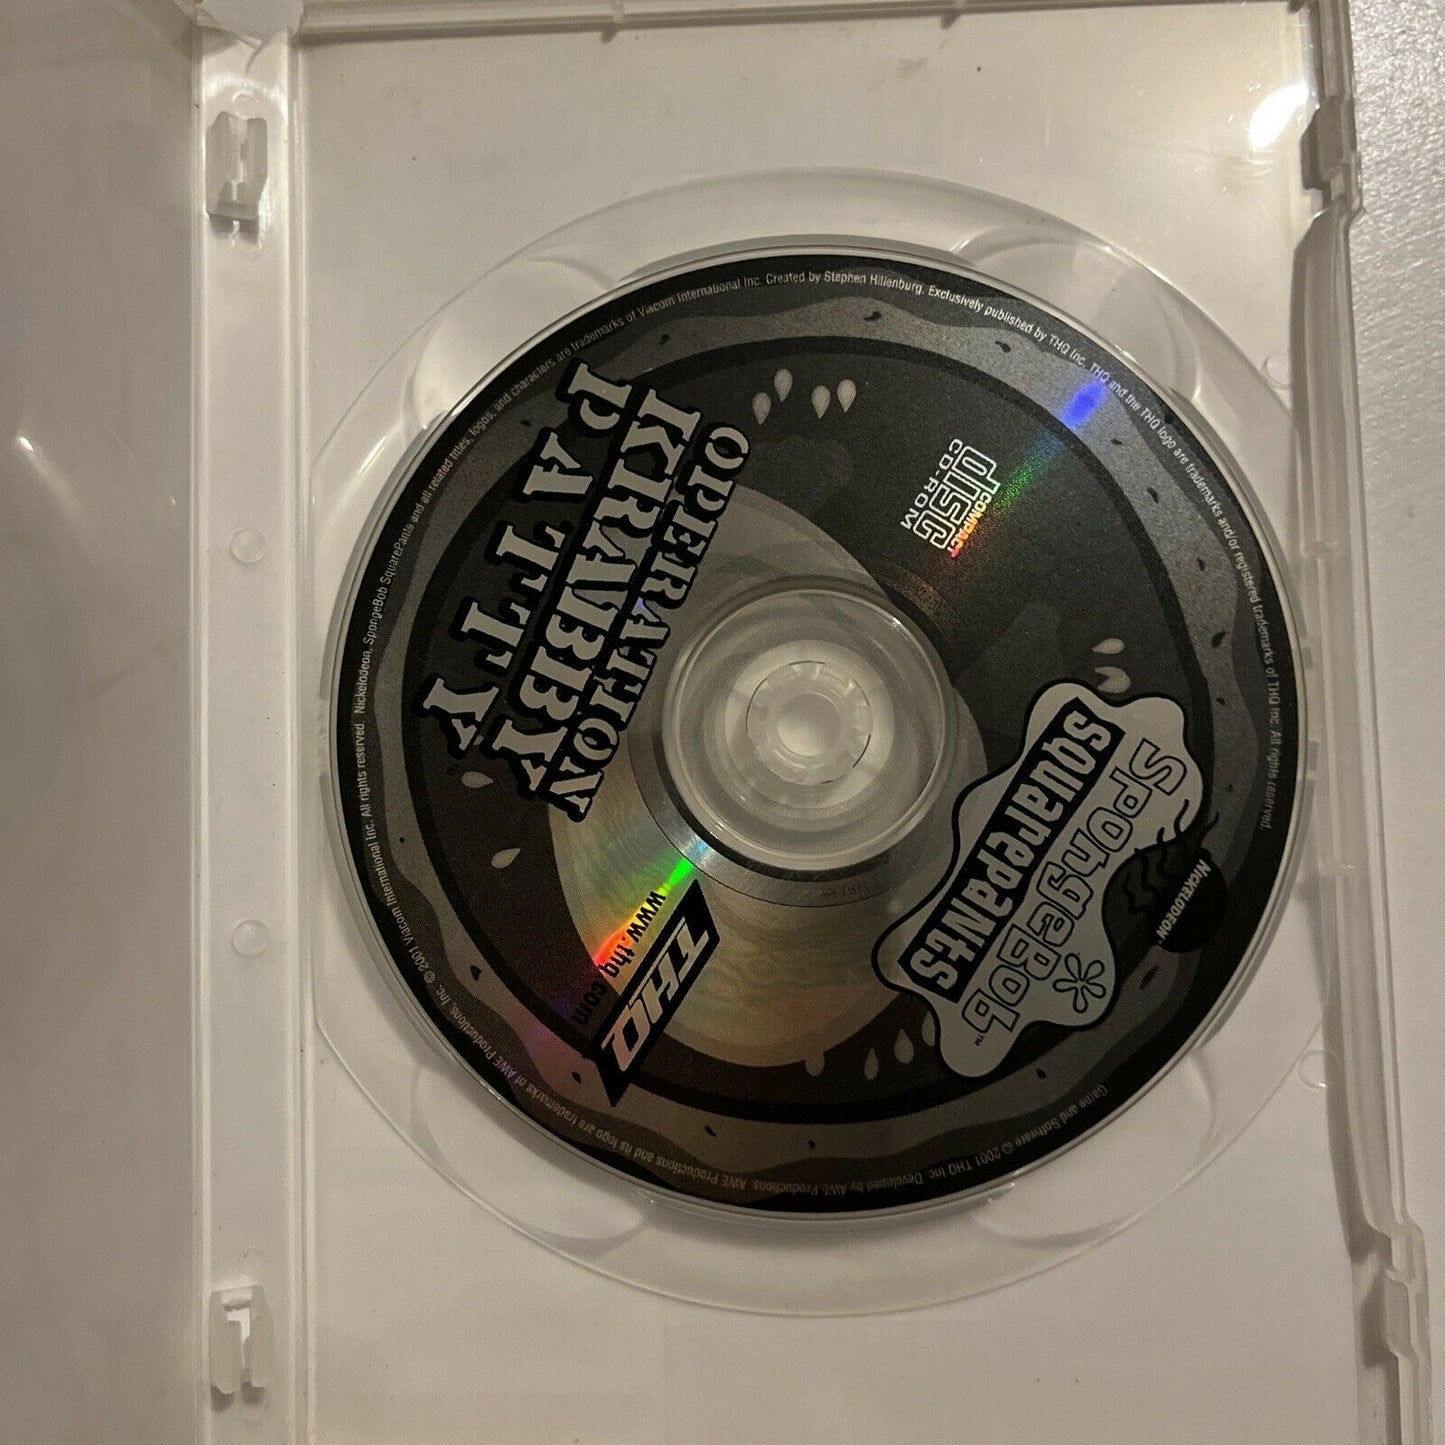 Nickelodeon
SpongeBob™
squarepants
OPERATION
KRABBY
PATTY
COMPACT
disc
CD-ROM
THQ
www.thq.com
Game and Software © 2001 THQ Inc. Developed by AWE Productions. AWE Productions and its logo are trademarks of AWE Productions, Inc. © 2001 Viacom International Inc. All rights reserved. Nickelodeon, SpongeBob SquarePants and all related titles, logos, and characters are trademarks of Viacom International Inc. Created by Stephen Hillenburg. Exclusively published by THQ Inc. THQ and the THQ logo are trademarks and/or registered trademarks of THQ Inc. All rights reserved.